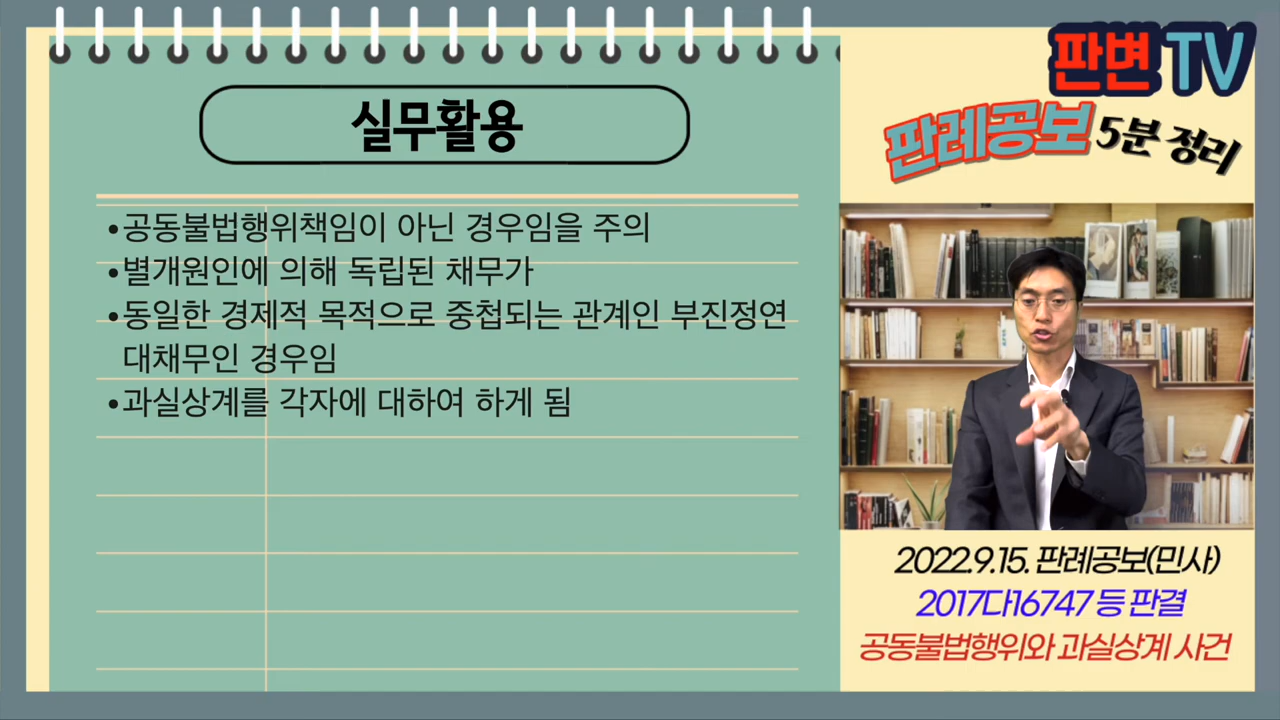 실무활용
•공동불법행위책임이 아닌 경우임을 주의
•별개원인에 의해 독립된 채무가
•동일한 경제적 목적으로 중첩되는 관계인 부진정연
대채무인 경우임
•과실상계를 각자에 대하여 하게 됨
판변 TV
판례공보 5분 정리
2022.9.15. 판례공보(민사)
2017다16747 등 판결
공동불법행위와 과실상계 사건